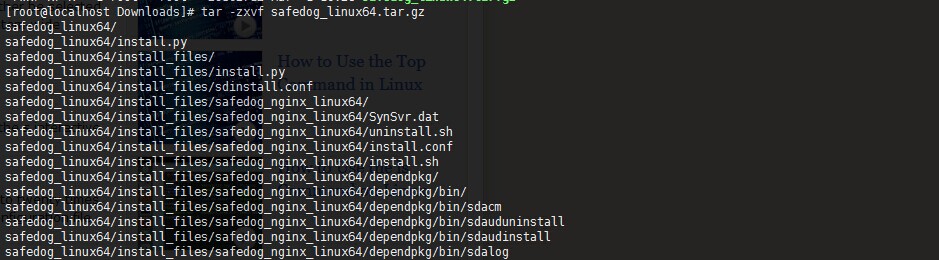 [root@localhost Downloads]# tar -zxvf safedog_linux64.tar.gz
safedog_linux64/
safedog_linux64/install.py
safedog_linux64/install_files/
safedog_linux64/install_files/install.py
safedog_linux64/install_files/sdinstall.conf
safedog_linux64/install_files/safedog_nginx_linux64/
safedog_linux64/install_files/safedog_nginx_linux64/SynSvr.dat
safedog_linux64/install_files/safedog_nginx_linux64/uninstall.sh
safedog_linux64/install_files/safedog_nginx_linux64/install.conf
safedog_linux64/install_files/safedog_nginx_linux64/install.sh
safedog_linux64/install_files/safedog_nginx_linux64/dependpkg/
safedog_linux64/install_files/safedog_nginx_linux64/dependpkg/bin/
safedog_linux64/install_files/safedog_nginx_linux64/dependpkg/bin/sdacm
safedog_linux64/install_files/safedog_nginx_linux64/dependpkg/bin/sdauduninstall
safedog_linux64/install_files/safedog_nginx_linux64/dependpkg/bin/sdaudinstall
safedog_linux64/install_files/safedog_nginx_linux64/dependpkg/bin/sdalog
How to Use the Top
Command in Linux